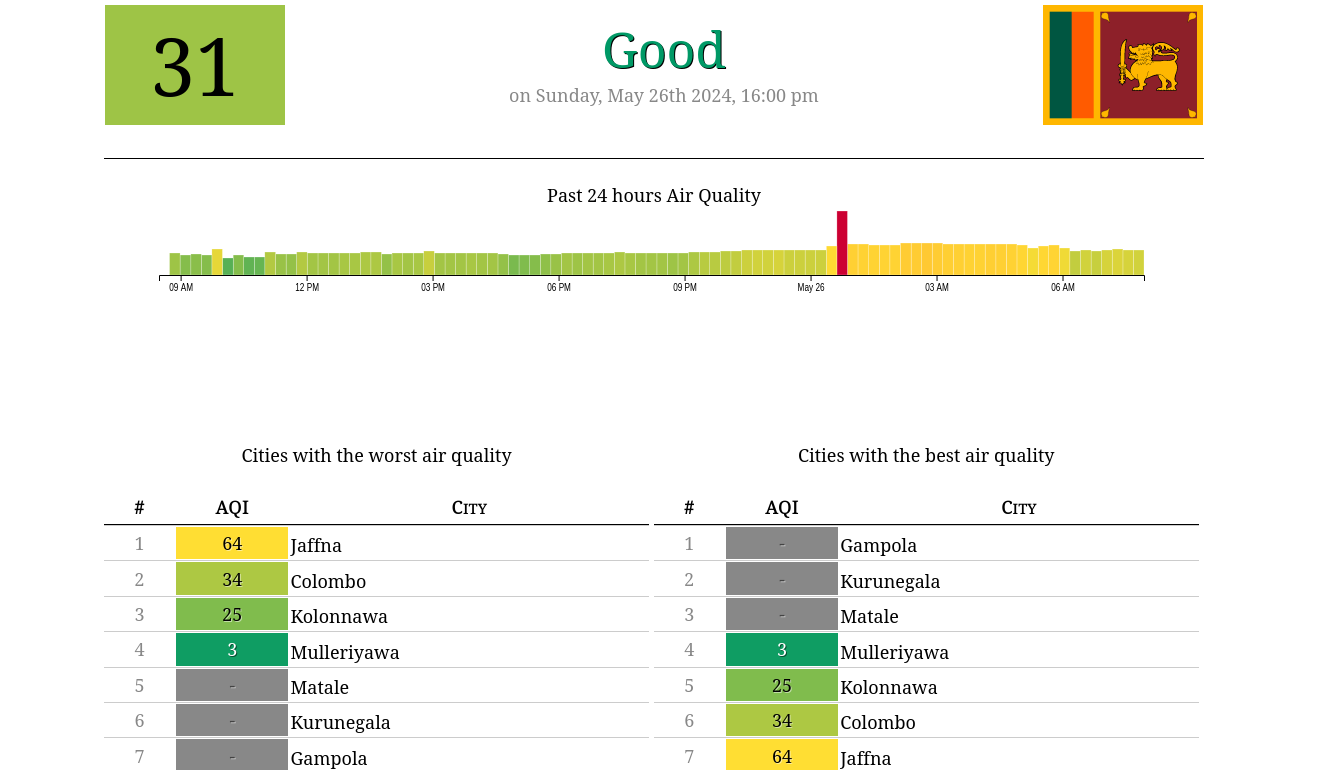 31
Good
on Sunday, May 26th 2024, 16:00 pm
Past 24 hours Air Quality
09 AM 12 PM 03 PM 06 PM 09 PM May 26 03 AM 06 AM
Cities with the worst air quality
# AQI City
1 64 Jaffna
2 34 Colombo
3 25 Kolonnawa
4 3 Mulleriyawa
5 - Matale
6 - Kurunegala
7 - Gampola
Cities with the best air quality
# AQI City
1 - Gampola
2 - Kurunegala
3 - Matale
4 3 Mulleriyawa
5 25 Kolonnawa
6 34 Colombo
7 64 Jaffna